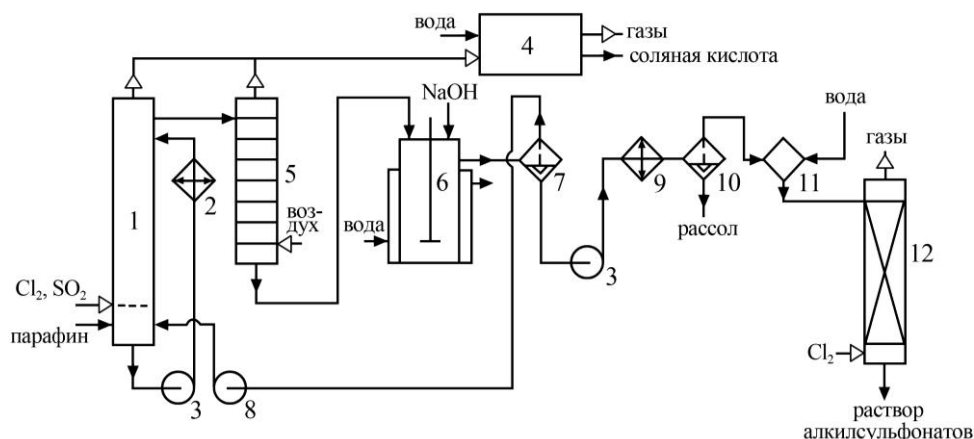 вода
4
газы
соляная кислота
NaOH
вода
газы
1
2
5
6
7
9
10
11
воз-
дух
вода
рассол
3
12
Cl₂, SO₂
парафин
Cl₂
3
8
раствор
алкилсульфонатов